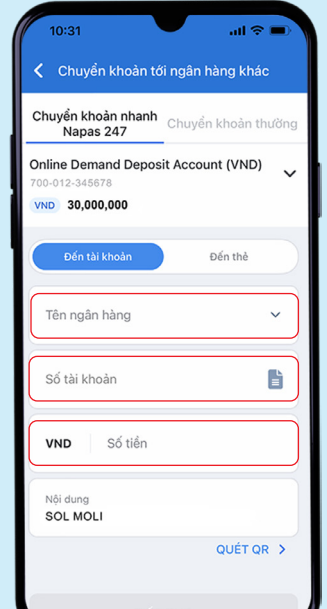 10:31
Chuyển khoản tới ngân hàng khác
Chuyển khoản nhanh
Napas 247
Chuyển khoản thường
Online Demand Deposit Account (VND)
700-012-345678
VND 30,000,000
Đến tài khoản
Đến thẻ
Tên ngân hàng
Số tài khoản
VND Số tiền
Nội dung
SOL MOLI
QUÉT QR